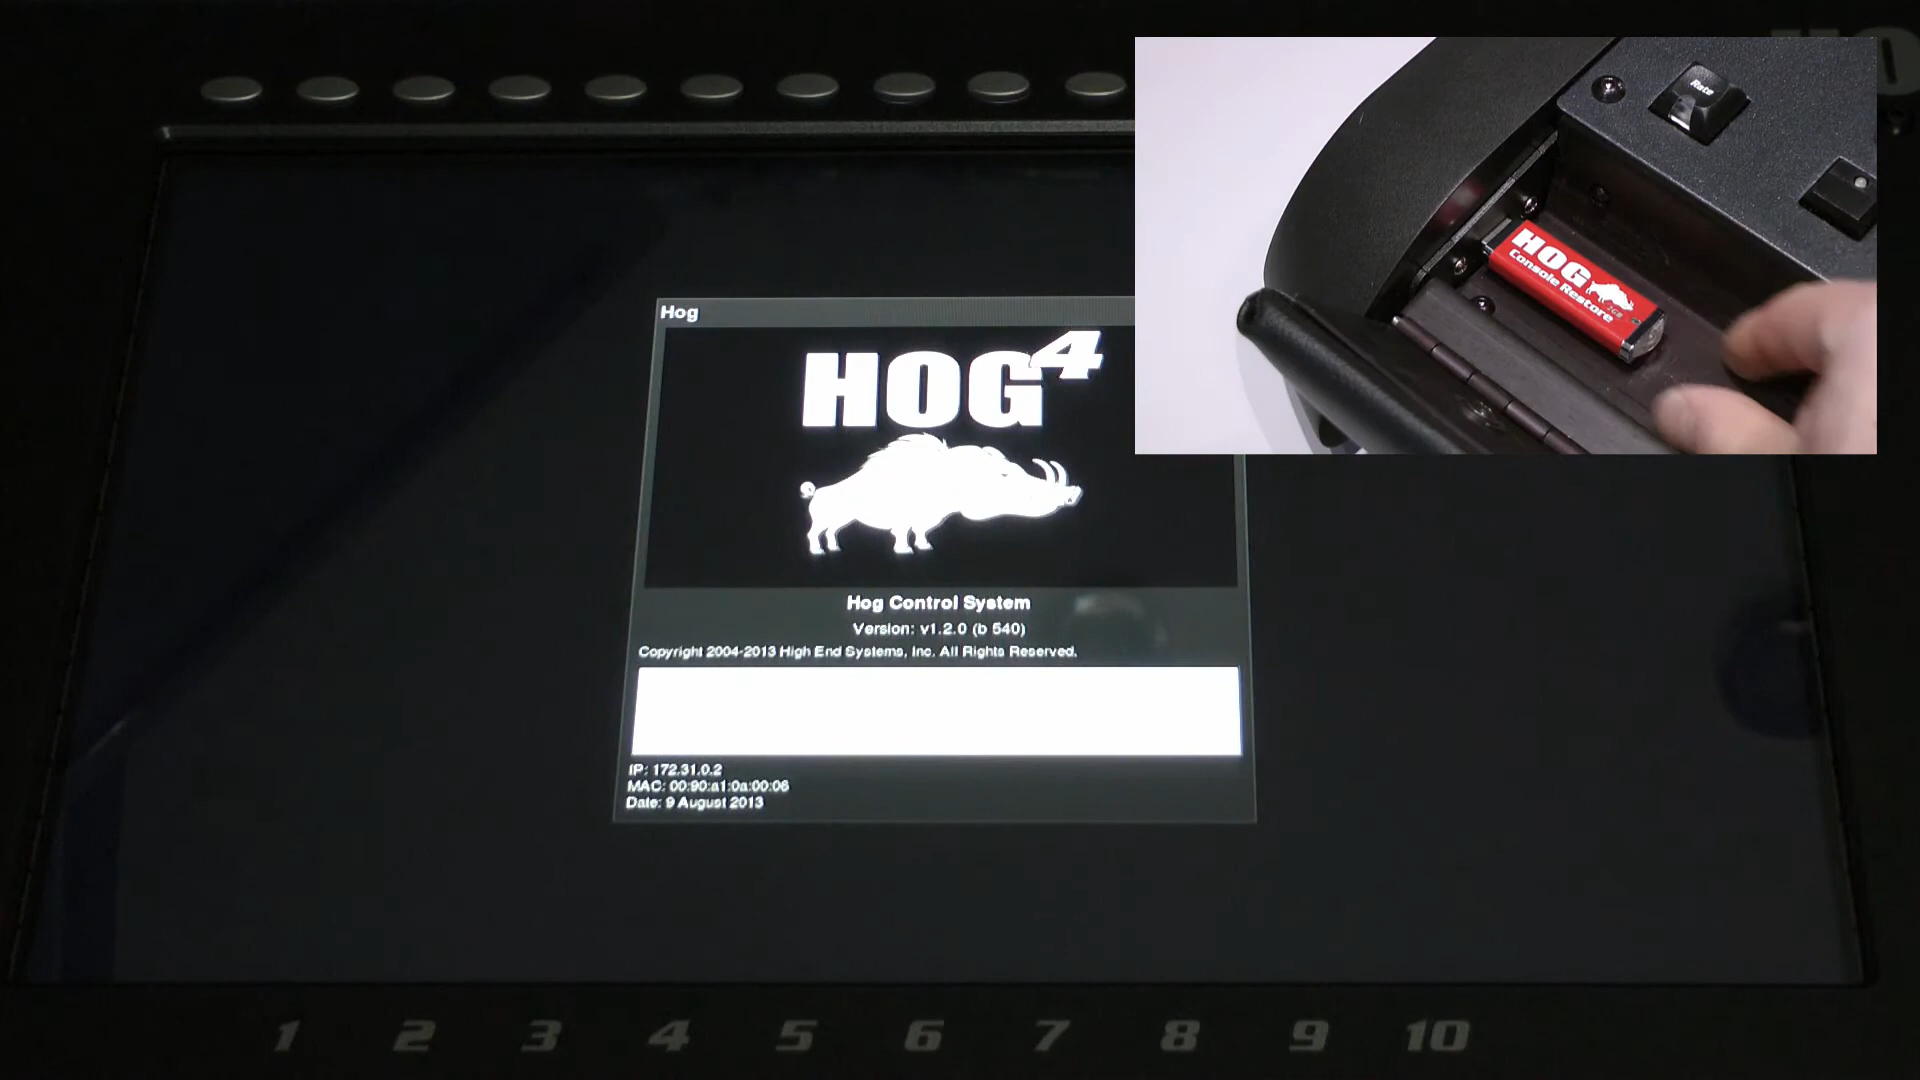 Hog
HOG4
Hog Control System
Version: v1.2.0 (b 540)
Copyright 2004-2013 High End Systems, Inc. All Rights Reserved.
IP: 172.31.0.2
MAC: 00:90:a1:0a:00:06
Date: 9 August 2013
1 2 3 4 5 6 7 8 9 10
Rate
HOG
Console Restore